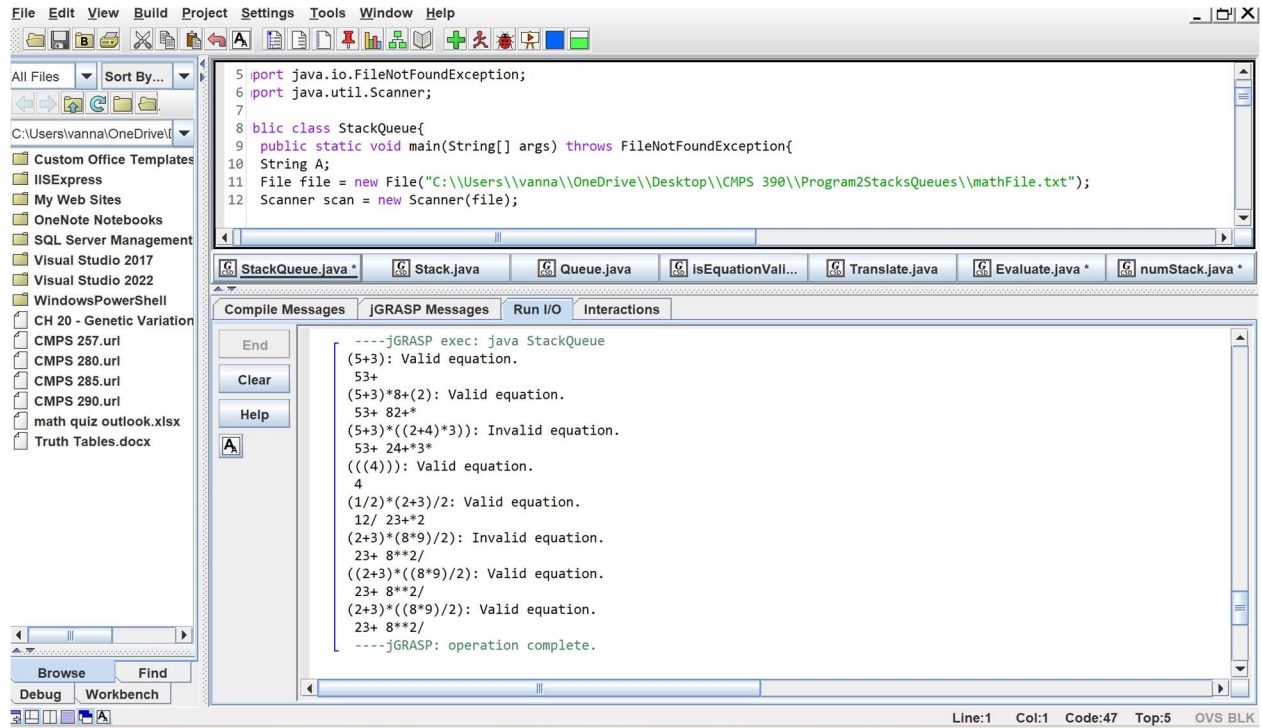 File Edit View Build Project Settings Tools Window Help
All Files Sort By...
C:\Users\vanna\OneDrive\[
Custom Office Templates
IISExpress
My Web Sites
OneNote Notebooks
SQL Server Management
Visual Studio 2017
Visual Studio 2022
WindowsPowerShell
CH 20 - Genetic Variation
CMPS 257.url
CMPS 280.url
CMPS 285.url
CMPS 290.url
math quiz outlook.xlsx
Truth Tables.docx
Browse Find
Debug Workbench
5 port java.io.FileNotFoundException;
6 port java.util.Scanner;
7
8 blic class StackQueue{
9 public static void main(String[] args) throws FileNotFoundException{
10 String A;
11 File file = new File("C:\\Users\\vanna\\OneDrive\\Desktop\\CMPS 390\\Program2StacksQueues\\mathFile.txt");
12 Scanner scan = new Scanner(file);
StackQueue.java * Stack.java Queue.java isEquationVali... Translate.java Evaluate.java * numStack.java *
Compile Messages jGRASP Messages Run I/O Interactions
End
Clear
Help
----jGRASP exec: java StackQueue
(5+3): Valid equation.
53+
(5+3)*8+(2): Valid equation.
53+ 82+*
(5+3)*((2+4)*3)): Invalid equation.
53+ 24+*3*
(((4))): Valid equation.
4
(1/2)*(2+3)/2: Valid equation.
12/ 23+*2
(2+3)*(8*9)/2): Invalid equation.
23+ 8**2/
((2+3)*((8*9)/2): Valid equation.
23+ 8**2/
(2+3)*((8*9)/2): Valid equation.
23+ 8**2/
----jGRASP: operation complete.
Line:1 Col:1 Code:47 Top:5 OVS BLK